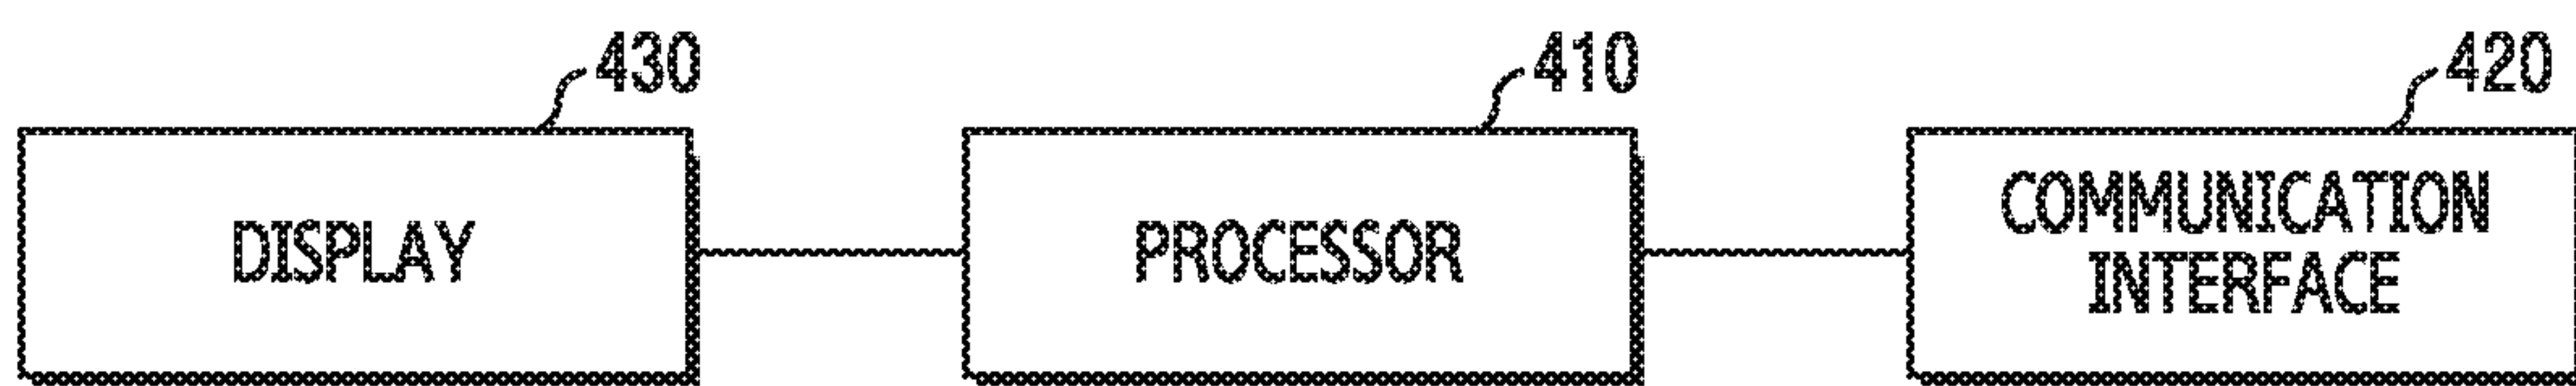 430
410
420
DISPLAY
PROCESSOR
COMMUNICATION
INTERFACE